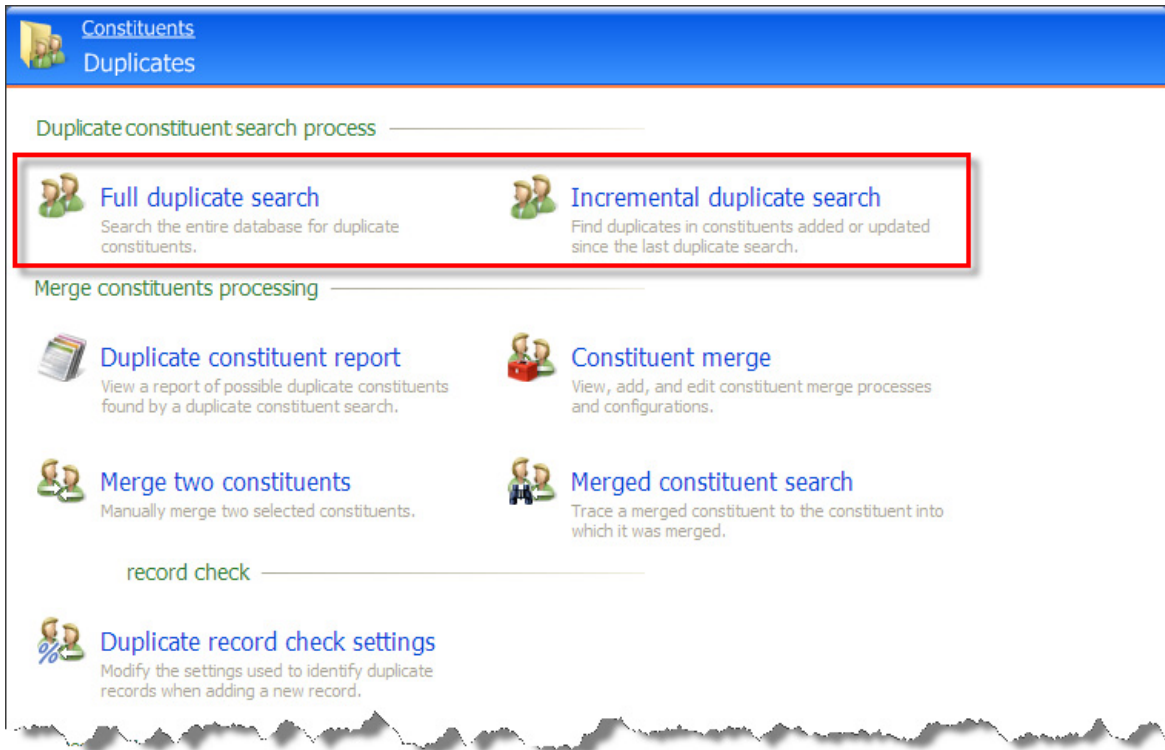 Constituents
Duplicates
Duplicate constituent search process
Full duplicate search
Search the entire database for duplicate
constituents.
Incremental duplicate search
Find duplicates in constituents added or updated
since the last duplicate search.
Merge constituents processing
Duplicate constituent report
View a report of possible duplicate constituents
found by a duplicate constituent search.
Constituent merge
View, add, and edit constituent merge processes
and configurations.
Merge two constituents
Manually merge two selected constituents.
Merged constituent search
Trace a merged constituent to the constituent into
which it was merged.
record check
Duplicate record check settings
Modify the settings used to identify duplicate
records when adding a new record.